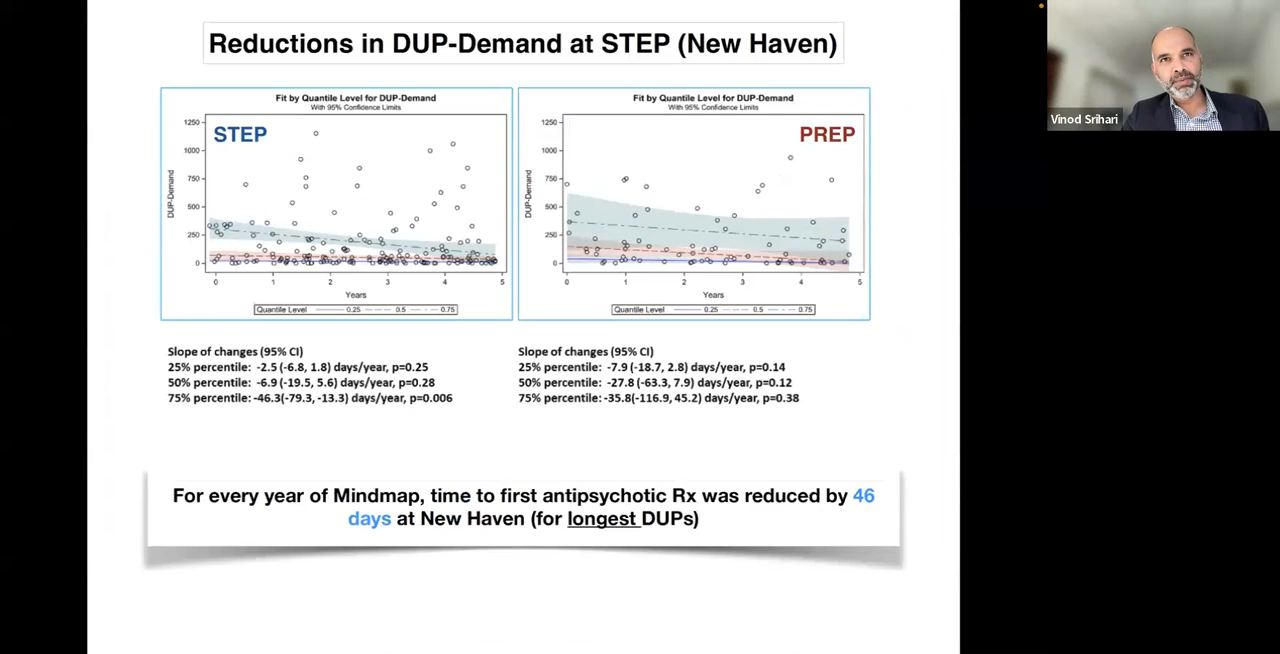 Reductions in DUP-Demand at STEP (New Haven)
Vinod Srihari
Fit by Quantile Level for DUP-Demand
With 95% Confidence Limits
STEP
DUP-Demand
1250
1000
750
500
250
0
0 1 2 3 4 5
Years
Quantile Level 0.25 0.5 0.75
Fit by Quantile Level for DUP-Demand
With 95% Confidence Limits
PREP
DUP-Demand
1250
1000
750
500
250
0
0 1 2 3 4 5
Years
Quantile Level 0.25 0.5 0.75
Slope of changes (95% CI)
25% percentile: -2.5 (-6.8, 1.8) days/year, p=0.25
50% percentile: -6.9 (-19.5, 5.6) days/year, p=0.28
75% percentile: -46.3(-79.3, -13.3) days/year, p=0.006
Slope of changes (95% CI)
25% percentile: -7.9 (-18.7, 2.8) days/year, p=0.14
50% percentile: -27.8 (-63.3, 7.9) days/year, p=0.12
75% percentile: -35.8(-116.9, 45.2) days/year, p=0.38
For every year of Mindmap, time to first antipsychotic Rx was reduced by 46
days at New Haven (for longest DUPs)